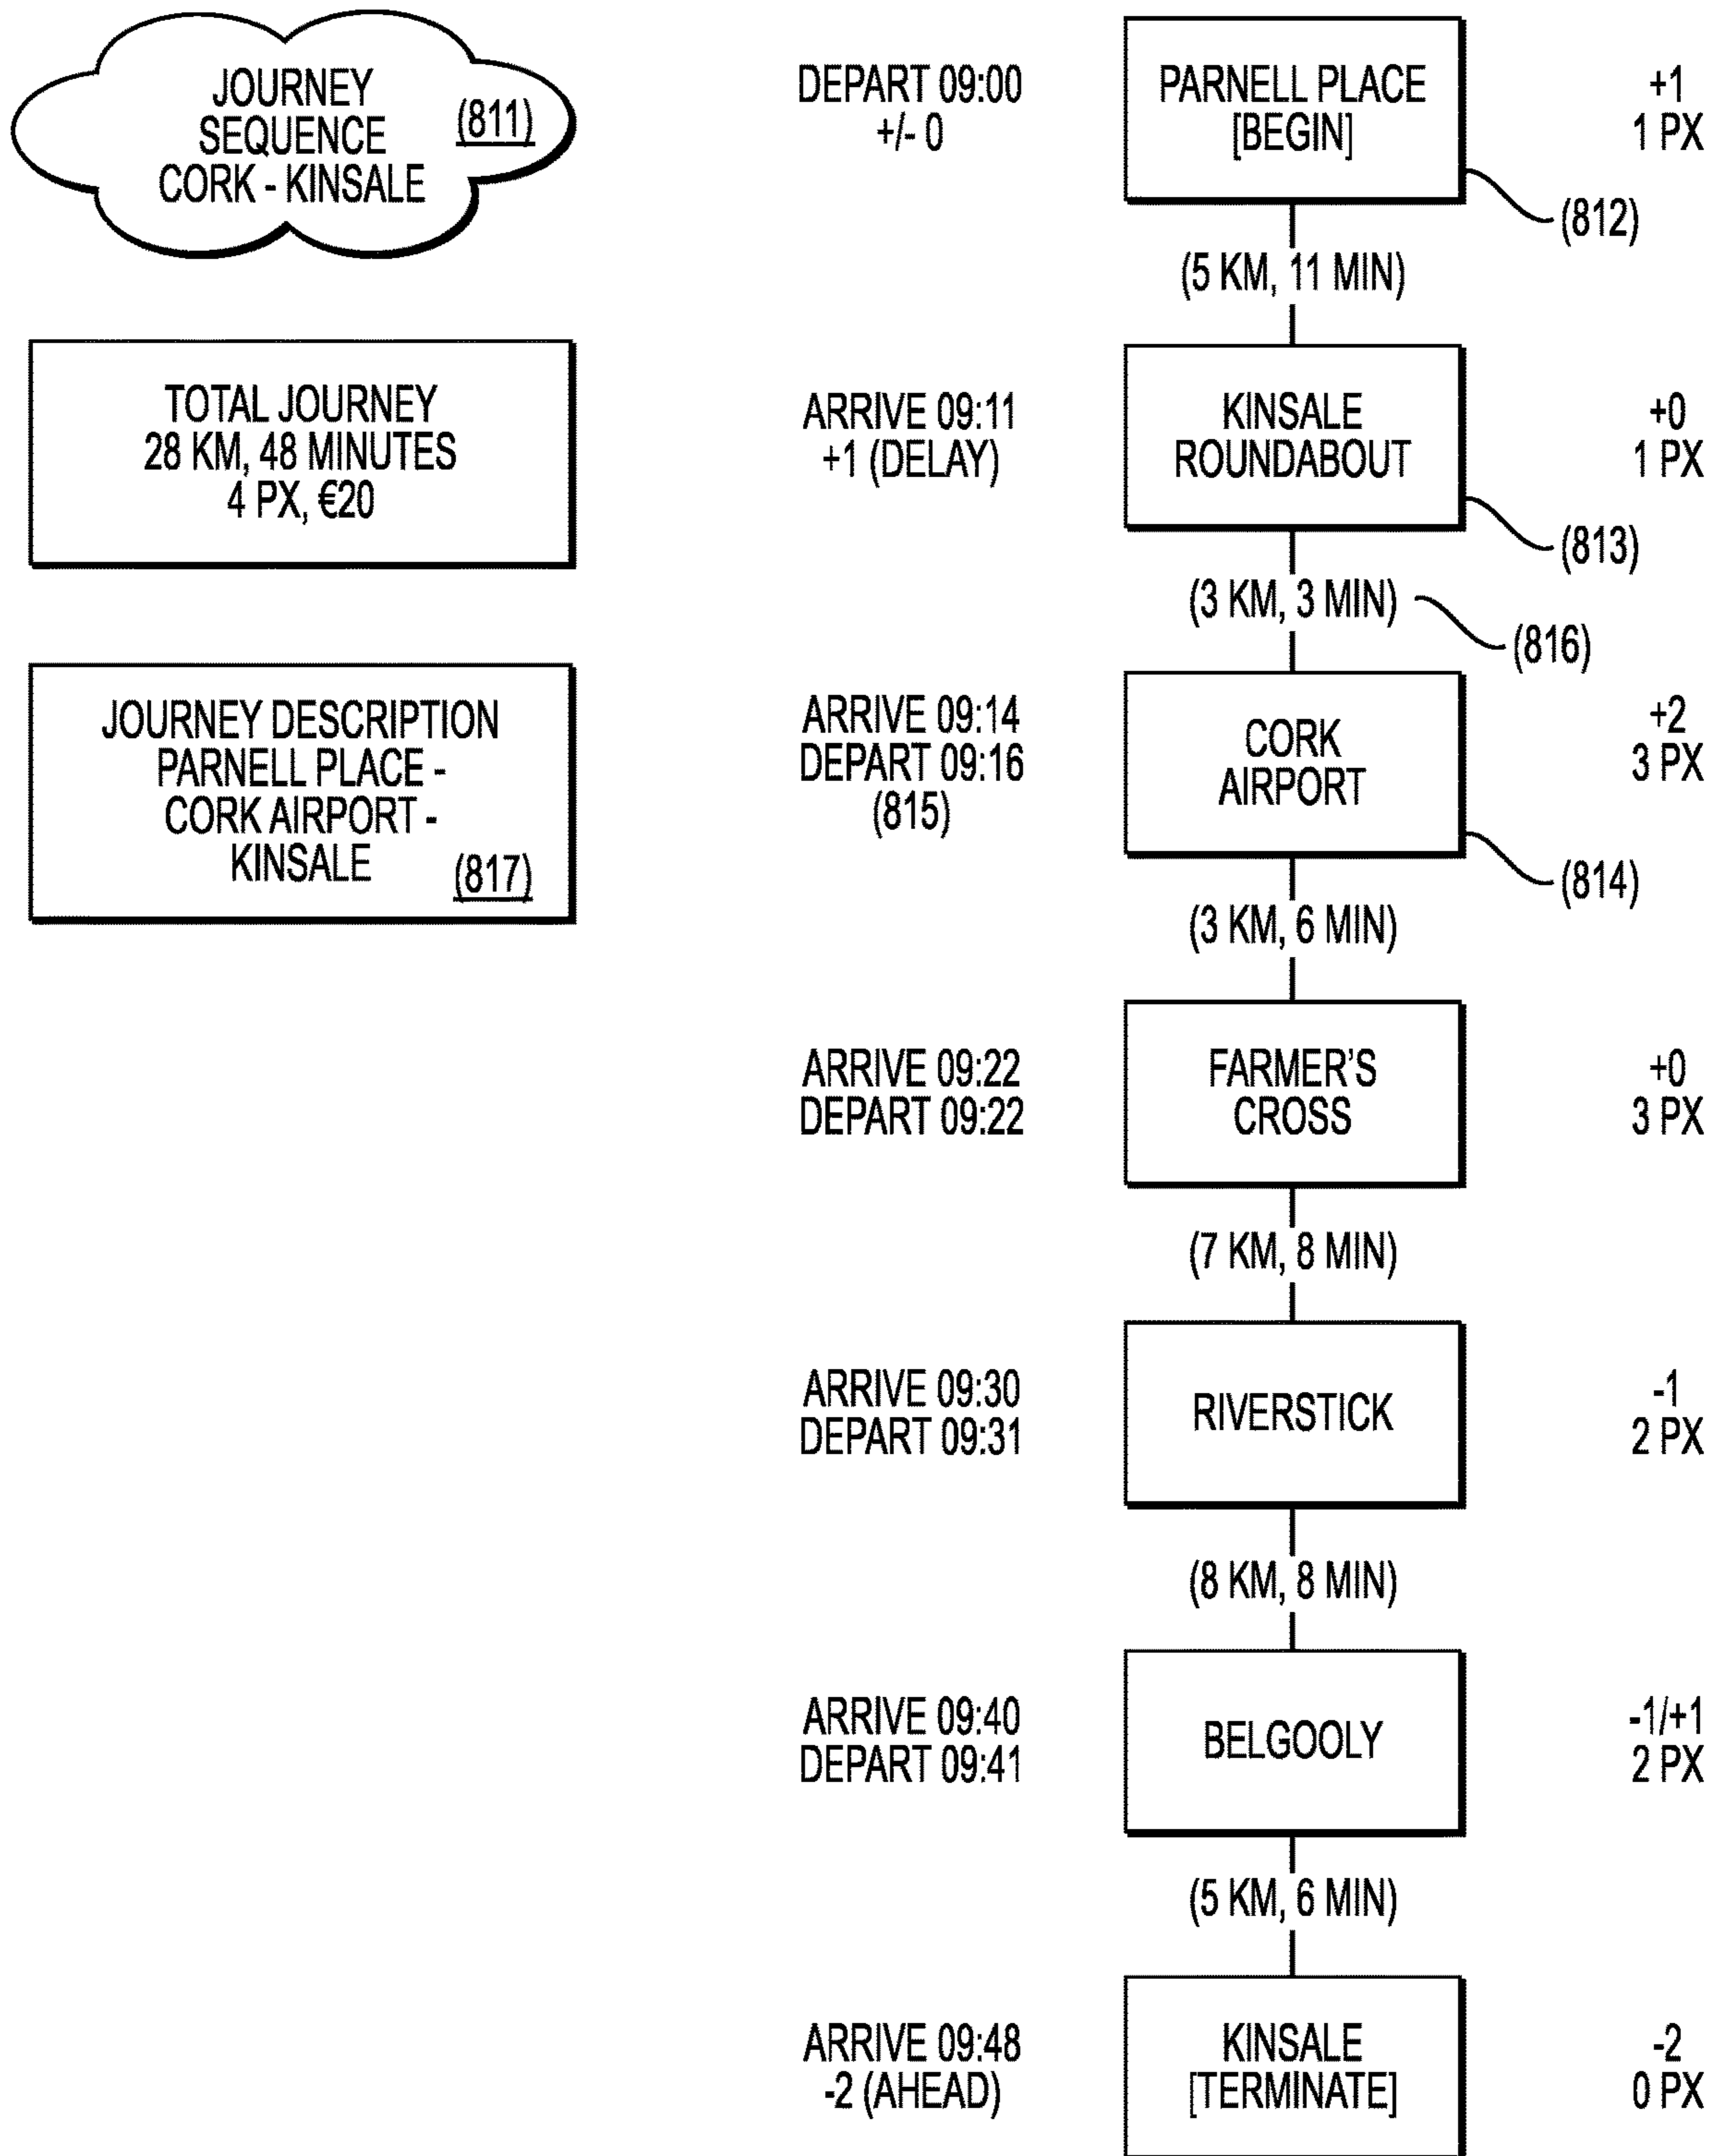 JOURNEY
SEQUENCE
CORK - KINSALE
(811)
TOTAL JOURNEY
28 KM, 48 MINUTES
4 PX, €20
JOURNEY DESCRIPTION
PARNELL PLACE -
CORK AIRPORT -
KINSALE
(817)
DEPART 09:00
+/- 0
PARNELL PLACE
[BEGIN]
+1
1 PX
(812)
(5 KM, 11 MIN)
ARRIVE 09:11
+1 (DELAY)
KINSALE
ROUNDABOUT
+0
1 PX
(813)
(3 KM, 3 MIN)
(816)
ARRIVE 09:14
DEPART 09:16
(815)
CORK
AIRPORT
+2
3 PX
(814)
(3 KM, 6 MIN)
ARRIVE 09:22
DEPART 09:22
FARMER'S
CROSS
+0
3 PX
(7 KM, 8 MIN)
ARRIVE 09:30
DEPART 09:31
RIVERSTICK
-1
2 PX
(8 KM, 8 MIN)
ARRIVE 09:40
DEPART 09:41
BELGOOLY
-1/+1
2 PX
(5 KM, 6 MIN)
ARRIVE 09:48
-2 (AHEAD)
KINSALE
[TERMINATE]
-2
0 PX